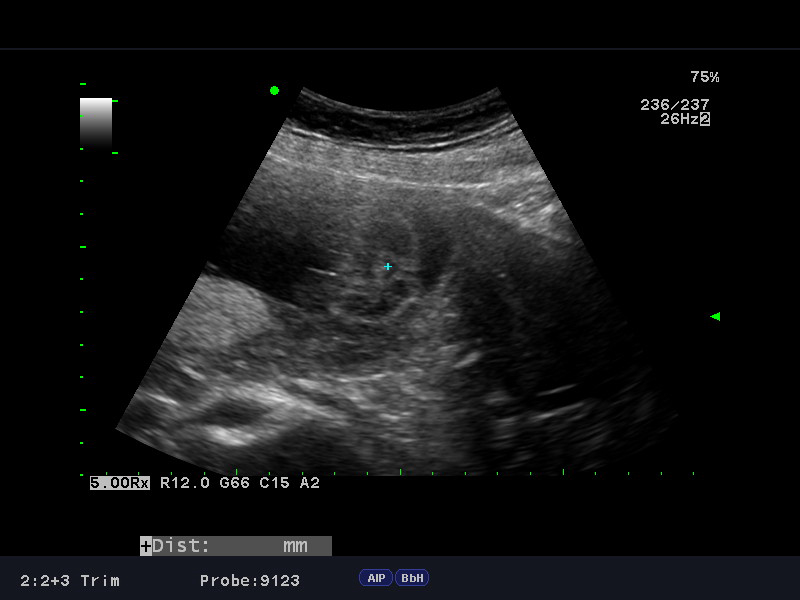 75%
236/237
26Hz2
5.00Rx R12.0 G66 C15 A2
+Dist: mm
2:2+3 Trim Probe:9123 AIP BbH